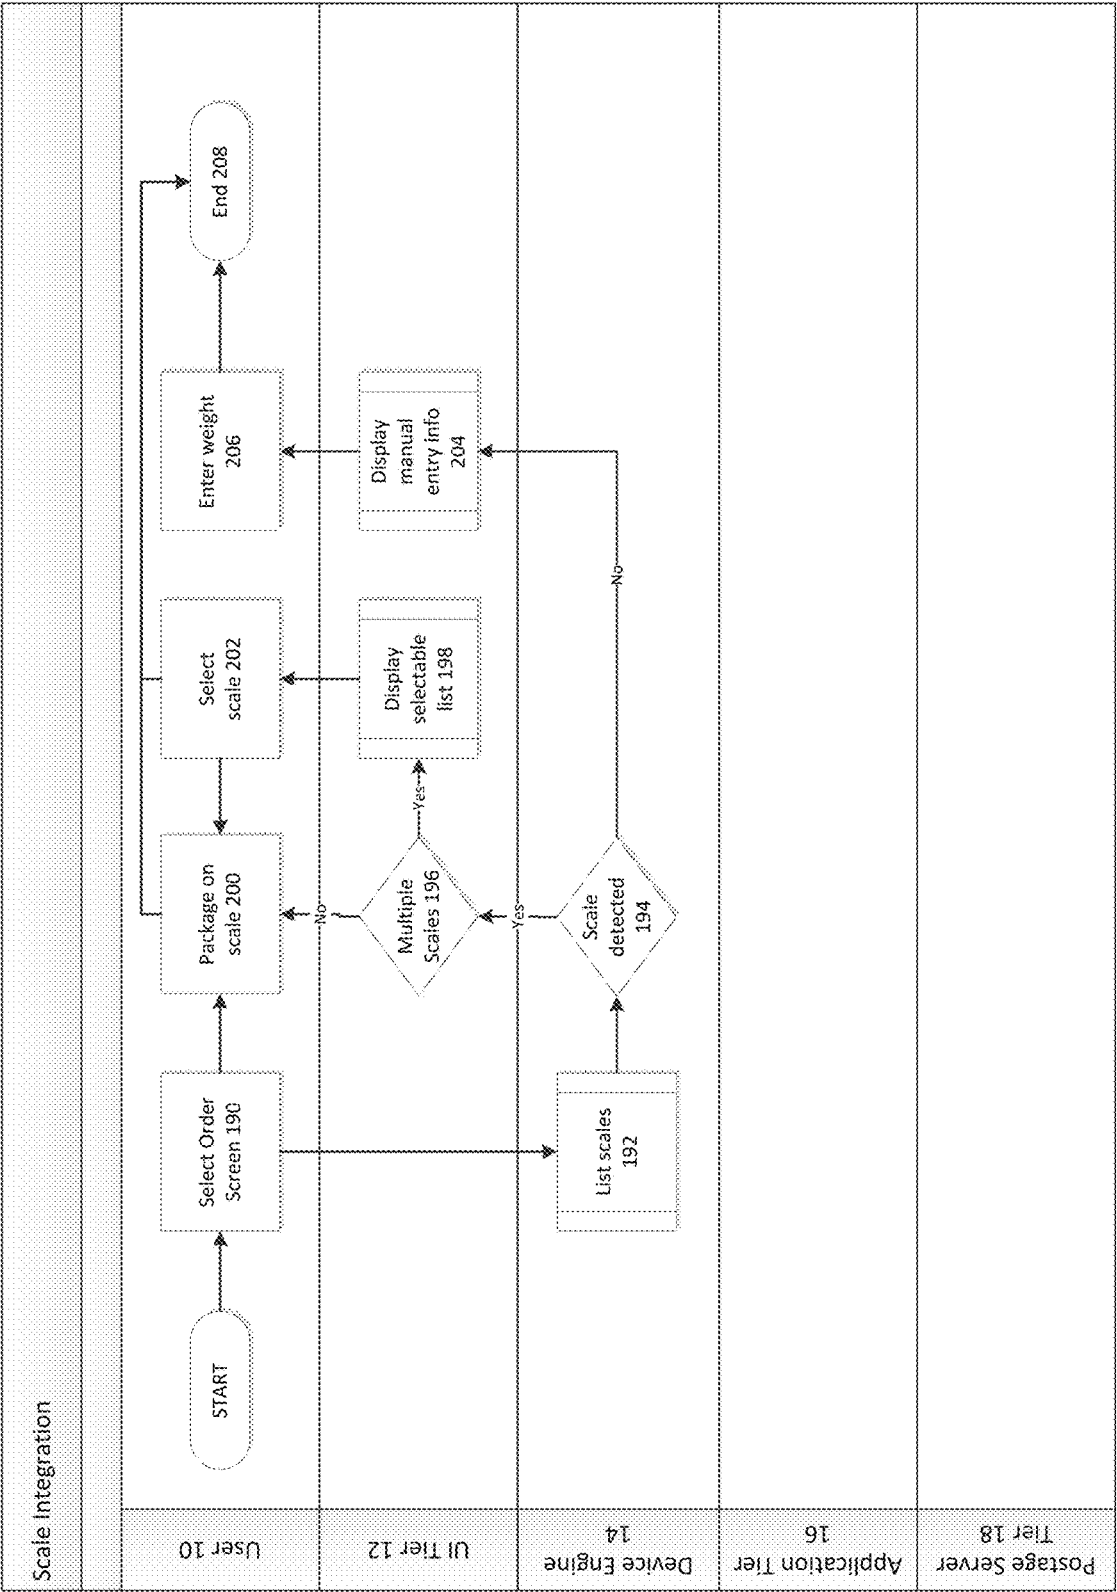 Scale Integration
User 10
START
Select Order
Screen 190
Package on
scale 200
Select
scale 202
Enter weight
206
End 208
UI Tier 12
No
Multiple
Scales 196
Yes
Display
selectable
list 198
Display
manual
entry info
204
Device Engine
14
List scales
192
Yes
Scale
detected
194
No
Application Tier
16
Postage Server
Tier 18